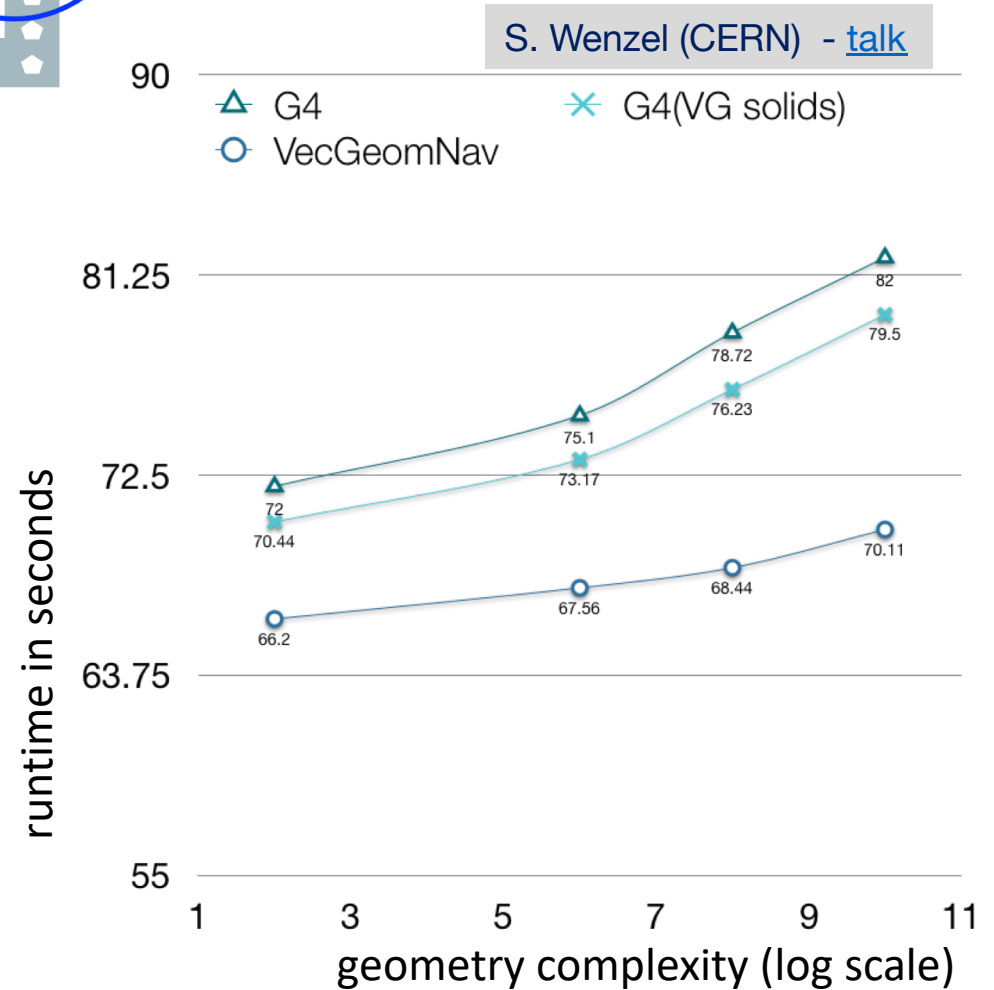 S. Wenzel (CERN) - talk
90
G4
G4(VG solids)
VecGeomNav
81.25
82
79.5
78.72
76.23
75.1
73.17
72.5
72
70.44
70.11
68.44
67.56
66.2
63.75
55
1 3 5 7 9 11
runtime in seconds
geometry complexity (log scale)